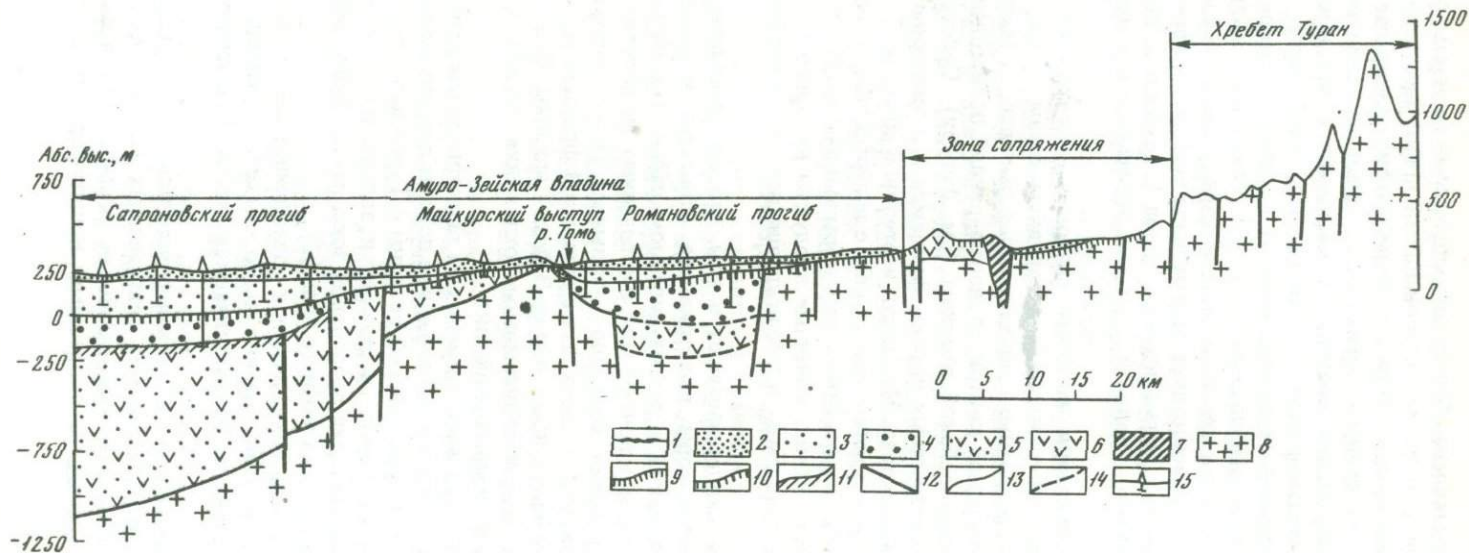 1500
Хребет Туран
1000
Зона сопряжения
Абс. выс., м
750
Амуро-Зейская впадина
500
Сапроновский прогиб
Майкурский выступ
Романовский прогиб
р. Томь
250
0
0
-250
0 5 10 15 20 км
1 2 3 4 5 6 7 8
-750
9 10 11 12 13 14 15
-1250